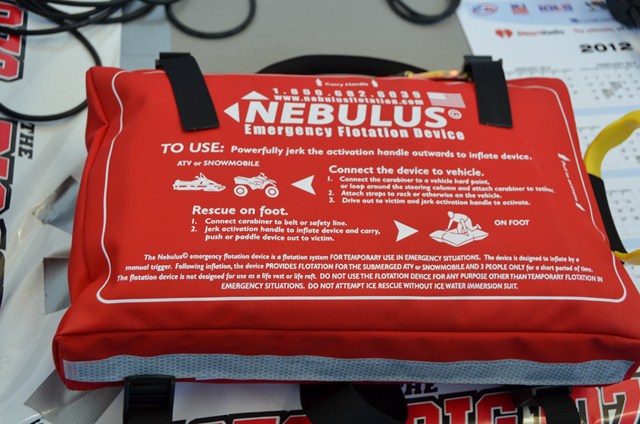 iHeartRADIO
2012
Carry Handle
1.800.682.8039
www.nebulusflotation.com
NEBULUS®
Emergency Flotation Device
TO USE: Powerfully jerk the activation handle outwards to inflate device.
ATV or SNOWMOBILE
Connect the device to vehicle.
1. Connect the carabiner to a vehicle hard point,
or loop around the steering column and attach carabiner to tether.
2. Attach straps to rack or otherwise on the vehicle.
3. Drive out to victim and jerk activation handle to activate.
Rescue on foot.
1. Connect carabiner to belt or safety line.
2. Jerk activation handle to inflate device and carry,
push or paddle device out to victim.
ON FOOT
Carry Handle
The Nebulus© emergency flotation device is a flotation system FOR TEMPORARY USE IN EMERGENCY SITUATIONS. The device is designed to inflate by a
manual trigger. Following inflation, the device PROVIDES FLOTATION FOR THE SUBMERGED ATV or SNOWMOBILE AND 3 PEOPLE ONLY for a short period of time.
The flotation device is not designed for use as a life vest or life raft. DO NOT USE THE FLOTATION DEVICE FOR ANY PURPOSE OTHER THAN TEMPORARY FLOTATION IN
EMERGENCY SITUATIONS. DO NOT ATTEMPT ICE RESCUE WITHOUT ICE WATER IMMERSION SUIT.
THE